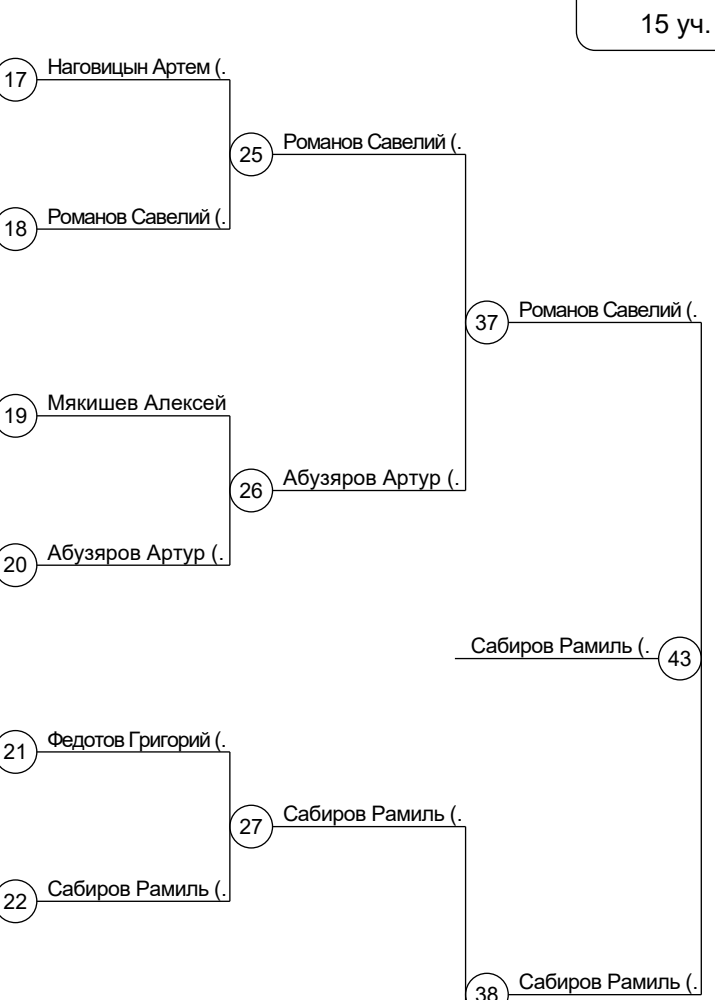 15 уч.
17 Наговицын Артем (.
25 Романов Савелий (.
18 Романов Савелий (.
37 Романов Савелий (.
19 Мякишев Алексей
26 Абузяров Артур (.
20 Абузяров Артур (.
Сабиров Рамиль (. 43
21 Федотов Григорий (.
27 Сабиров Рамиль (.
22 Сабиров Рамиль (.
38 Сабиров Рамиль (.